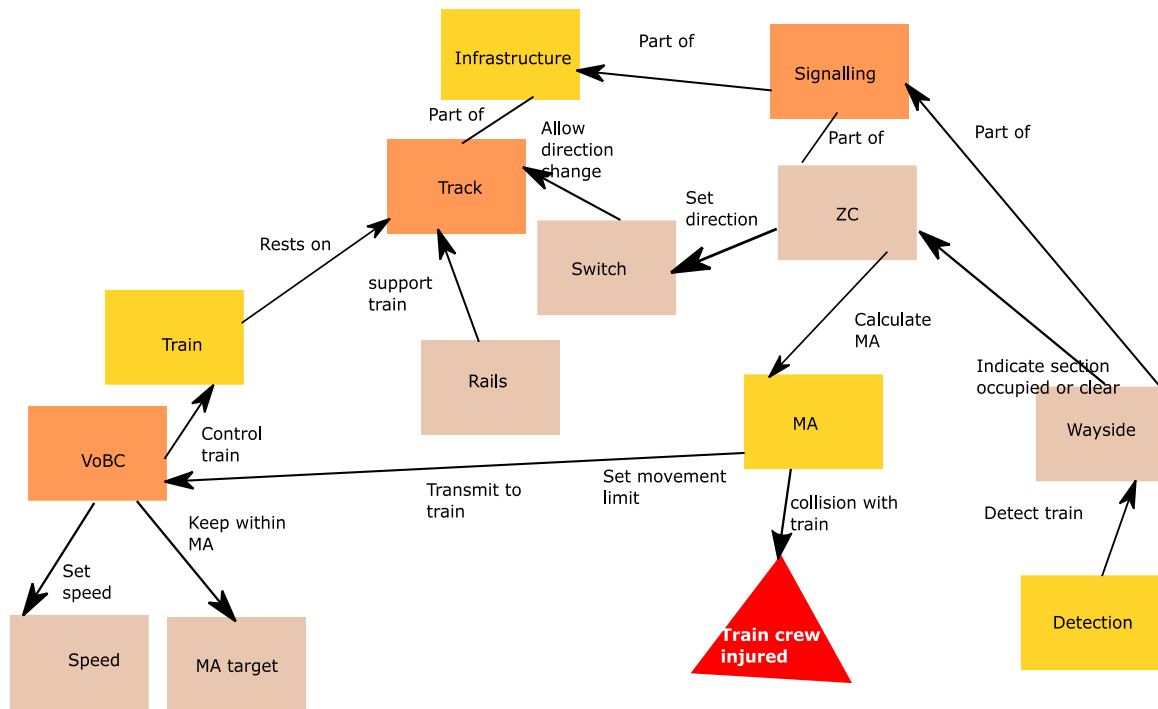 Infrastructure
Part of
Signalling
Part of
Allow
direction
change
Part of
Part of
Track
Set
direction
ZC
Rests on
Switch
support
train
Train
Calculate
MA
Rails
Indicate section
occupied or clear
MA
Wayside
Control
train
VoBC
Transmit to
train
Set movement
limit
collision with
train
Detect train
Keep within
MA
Set
speed
Detection
Train crew
injured
Speed
MA target